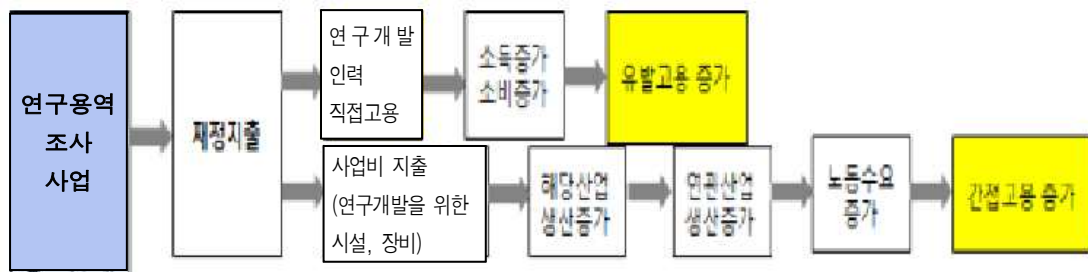 연구용역
조사
사업
재정지출
연 구 개 발
인력
직접고용
소득증가
소비증가
유발고용 증가
사업비 지출
(연구개발을 위한
시설, 장비)
해당산업
생산증가
연관산업
생산증가
노동수요
증가
간접고용 증가